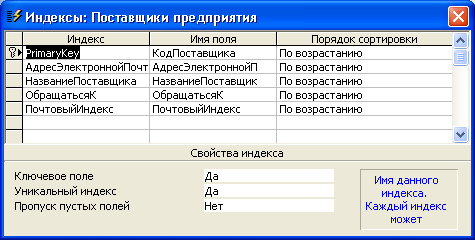 Индексы: Поставщики предприятия
Индекс Имя поля Порядок сортировки
PrimaryKey КодПоставщика По возрастанию
АдресЭлектроннойПочт АдресЭлектроннойП По возрастанию
НазваниеПоставщика НазваниеПоставщик По возрастанию
ОбращатьсяК ОбращатьсяК По возрастанию
ПочтовыйИндекс ПочтовыйИндекс По возрастанию
Свойства индекса
Ключевое поле Да
Уникальный индекс Да
Пропуск пустых полей Нет
Имя данного
индекса.
Каждый индекс
может